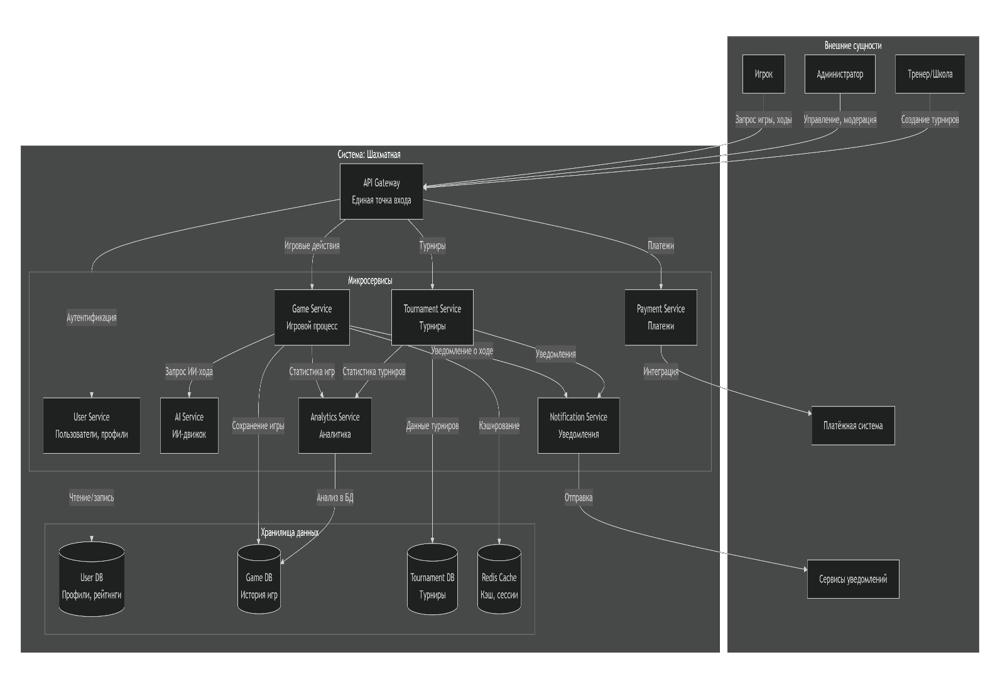 Внешние сущности
Игрок
Администратор
Тренер/Школа
Запрос игры, ходы
Управление, модерация
Создание турниров
Система: Шахматная
API Gateway
Единая точка входа
Игровые действия
Турниры
Платежи
Микросервисы
Game Service
Игровой процесс
Tournament Service
Турниры
Payment Service
Платежи
Аутентификация
Уведомление о ходе
Уведомления
Запрос ИИ-хода
Статистика игр
Статистика турниров
Интеграция
User Service
Пользователи, профили
AI Service
ИИ-движок
Сохранение игры
Analytics Service
Аналитика
Данные турниров
Кэширование
Notification Service
Уведомления
Платёжная система
Чтение/запись
Анализ в БД
Отправка
Хранилища данных
User DB
Профили, рейтинги
Game DB
История игр
Tournament DB
Турниры
Redis Cache
Кэш, сессии
Сервисы уведомлений